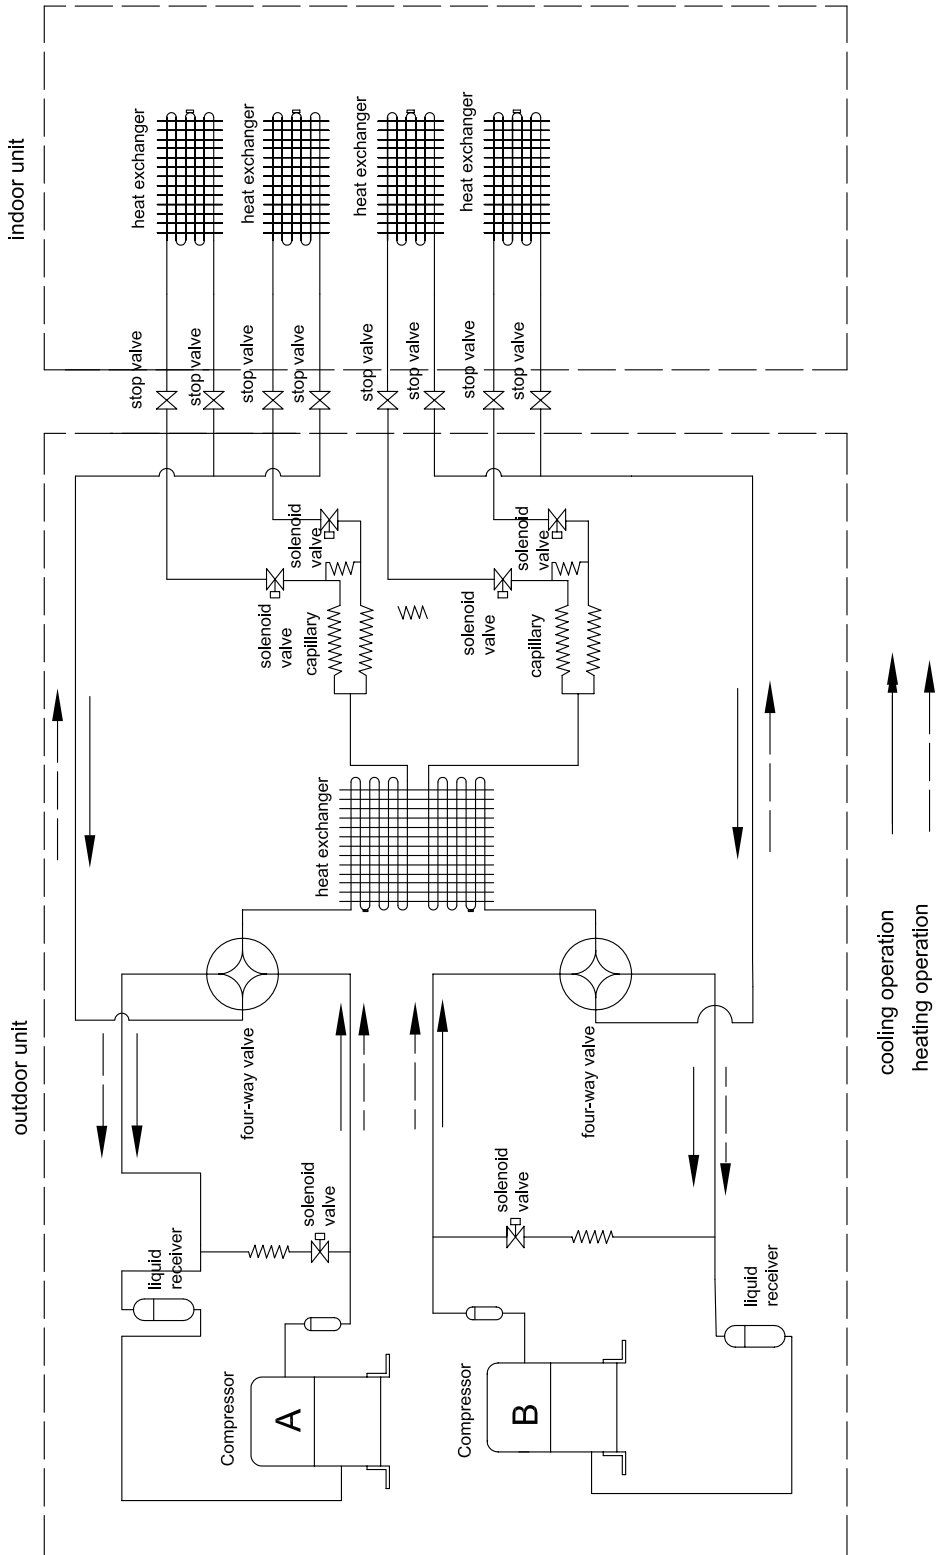 indoor unit
heat exchanger
heat exchanger
heat exchanger
heat exchanger
stop valve
stop valve
stop valve
stop valve
stop valve
stop valve
stop valve
stop valve
solenoid
valve
solenoid
valve
capillary
solenoid
valve
solenoid
valve
capillary
heat exchanger
outdoor unit
four-way valve
four-way valve
solenoid
valve
solenoid
valve
liquid
receiver
liquid
receiver
Compressor
A
Compressor
B
cooling operation
heating operation